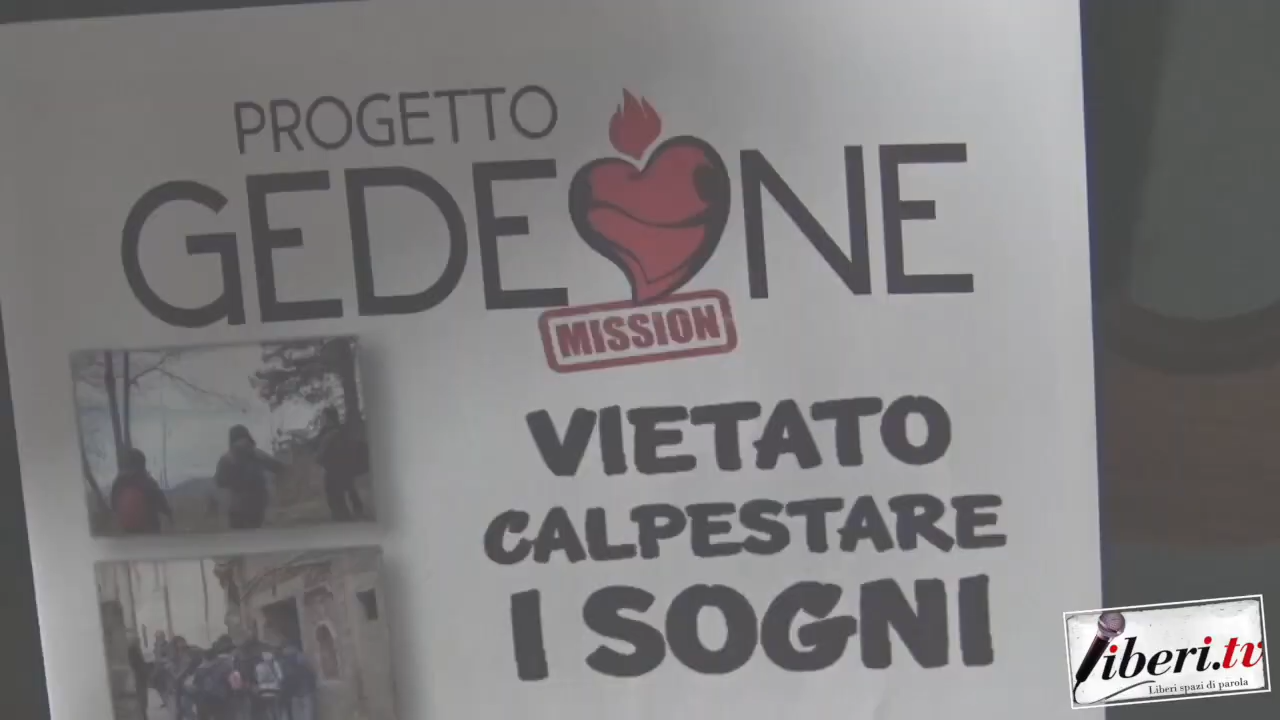 PROGETTO
GEDEONE
MISSION
VIETATO
CALPESTARE
I SOGNI
liberi.tv
Liberi spazi di parola